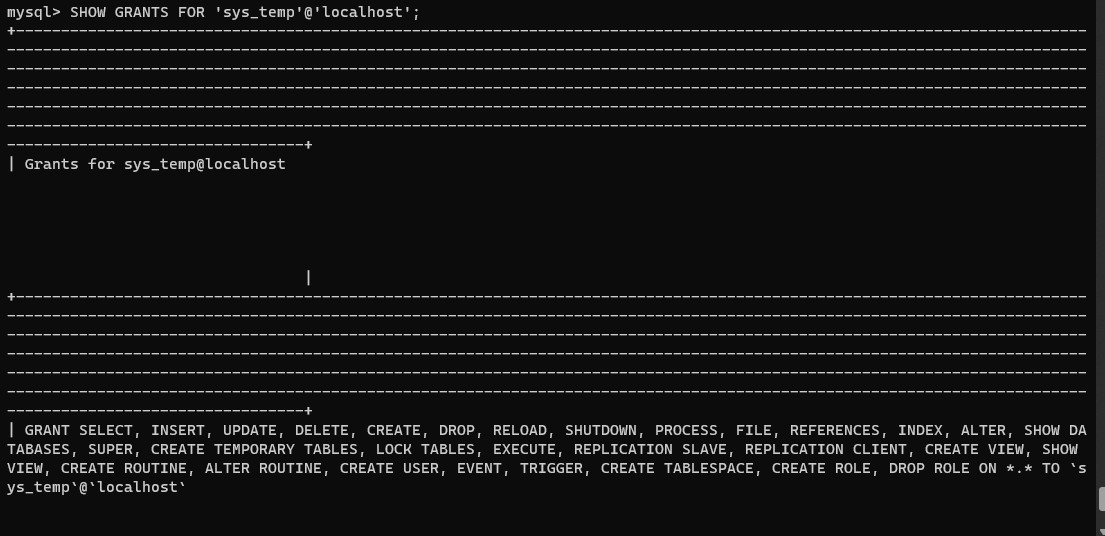 mysql> SHOW GRANTS FOR 'sys_temp'@'localhost';
+------------------------------------------------------------------------------------------------------------------------
------------------------------------------------------------------------------------------------------------------------
------------------------------------------------------------------------------------------------------------------------
------------------------------------------------------------------------------------------------------------------------
------------------------------------------------------------------------------------------------------------------------
------------------------------------------------------------------------------------------------------------------------
---------------------------------+
| Grants for sys_temp@localhost
|
+------------------------------------------------------------------------------------------------------------------------
------------------------------------------------------------------------------------------------------------------------
------------------------------------------------------------------------------------------------------------------------
------------------------------------------------------------------------------------------------------------------------
------------------------------------------------------------------------------------------------------------------------
------------------------------------------------------------------------------------------------------------------------
---------------------------------+
| GRANT SELECT, INSERT, UPDATE, DELETE, CREATE, DROP, RELOAD, SHUTDOWN, PROCESS, FILE, REFERENCES, INDEX, ALTER, SHOW DA
TABASES, SUPER, CREATE TEMPORARY TABLES, LOCK TABLES, EXECUTE, REPLICATION SLAVE, REPLICATION CLIENT, CREATE VIEW, SHOW
VIEW, CREATE ROUTINE, ALTER ROUTINE, CREATE USER, EVENT, TRIGGER, CREATE TABLESPACE, CREATE ROLE, DROP ROLE ON *.* TO `s
ys_temp`@`localhost`